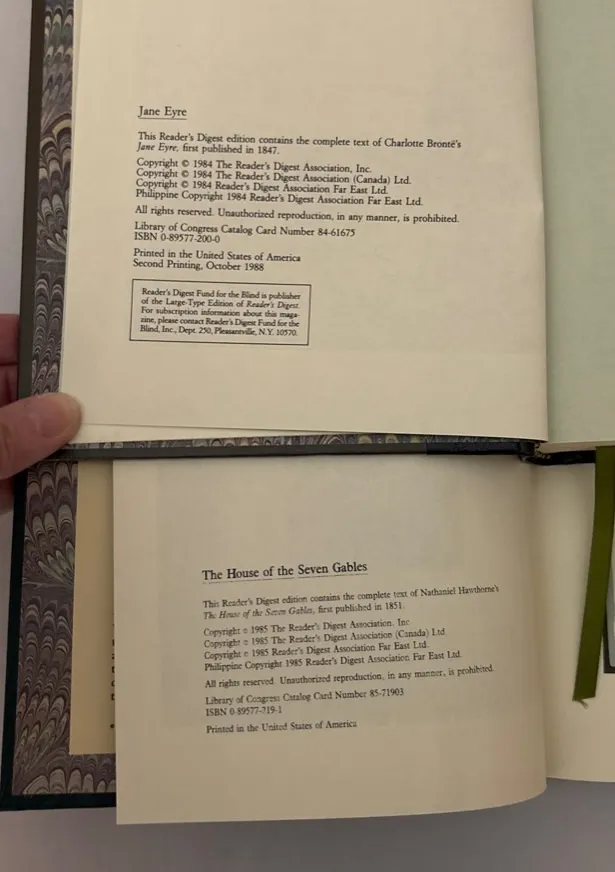 Jane Eyre
This Reader's Digest edition contains the complete text of Charlotte Brontë's
Jane Eyre, first published in 1847.
Copyright © 1984 The Reader's Digest Association, Inc.
Copyright © 1984 The Reader's Digest Association (Canada) Ltd.
Copyright © 1984 Reader's Digest Association Far East Ltd.
Philippine Copyright 1984 Reader's Digest Association Far East Ltd.
All rights reserved. Unauthorized reproduction, in any manner, is prohibited.
Library of Congress Catalog Card Number 84-61675
ISBN 0-89577-200-0
Printed in the United States of America
Second Printing, October 1988
Reader's Digest Fund for the Blind is publisher
of the Large-Type Edition of Reader's Digest.
For subscription information about this maga-
zine, please contact Reader's Digest Fund for the
Blind, Inc., Dept. 250, Pleasantville, N.Y. 10570.
The House of the Seven Gables
This Reader's Digest edition contains the complete text of Nathaniel Hawthorne's
The House of the Seven Gables, first published in 1851.
Copyright © 1985 The Reader's Digest Association, Inc.
Copyright © 1985 The Reader's Digest Association (Canada) Ltd.
Copyright © 1985 Reader's Digest Association Far East Ltd.
Philippine Copyright 1985 Reader's Digest Association Far East Ltd.
All rights reserved. Unauthorized reproduction, in any manner, is prohibited.
Library of Congress Catalog Card Number 85-71903
ISBN 0-89577-219-1
Printed in the United States of America